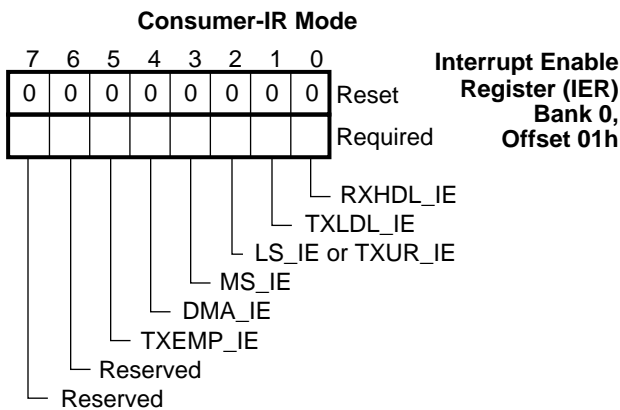 Consumer-IR Mode
7 6 5 4 3 2 1 0
Interrupt Enable
Register (IER)
Bank 0,
Offset 01h
0 0 0 0 0 0 0 0 Reset
Required
RXHDL_IE
TXLDL_IE
LS_IE or TXUR_IE
MS_IE
DMA_IE
TXEMP_IE
Reserved
Reserved